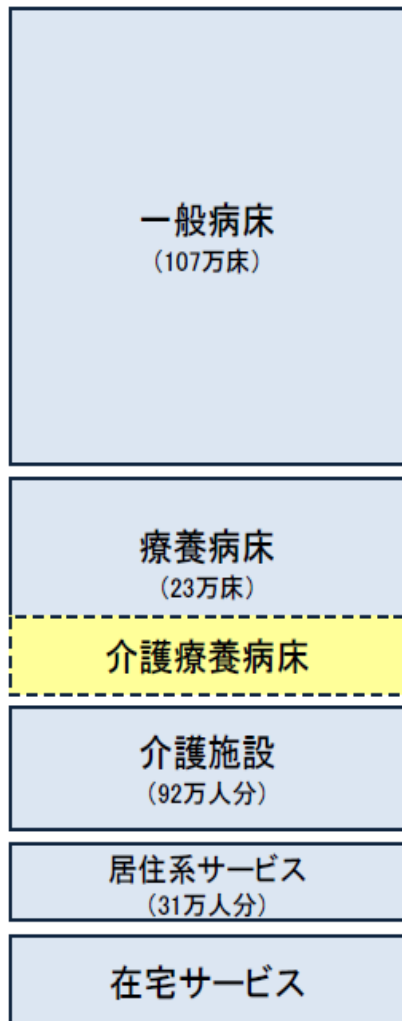 一般病床
（107万床）
療養病床
（23万床）
介護療養病床
介護施設
（92万人分）
居住系サービス
（31万人分）
在宅サービス